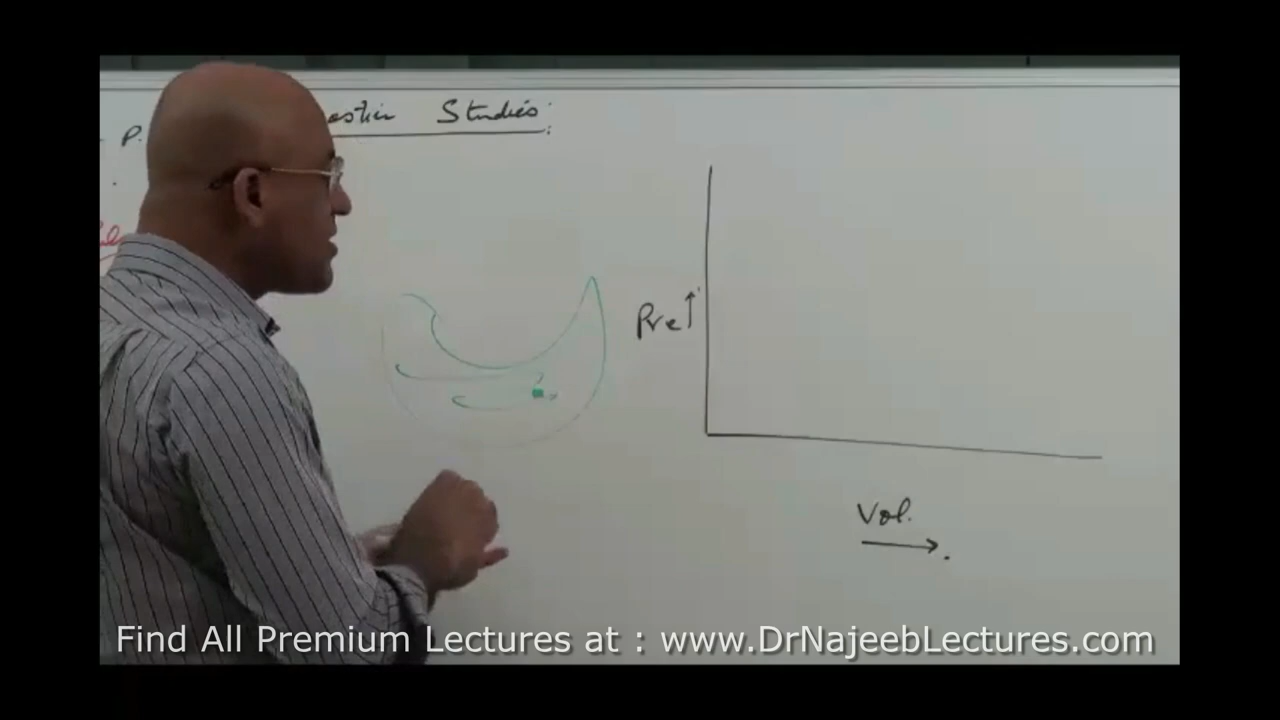 P. Studies:
Pre↑
Vol.
→
Find All Premium Lectures at : www.DrNajeebLectures.com